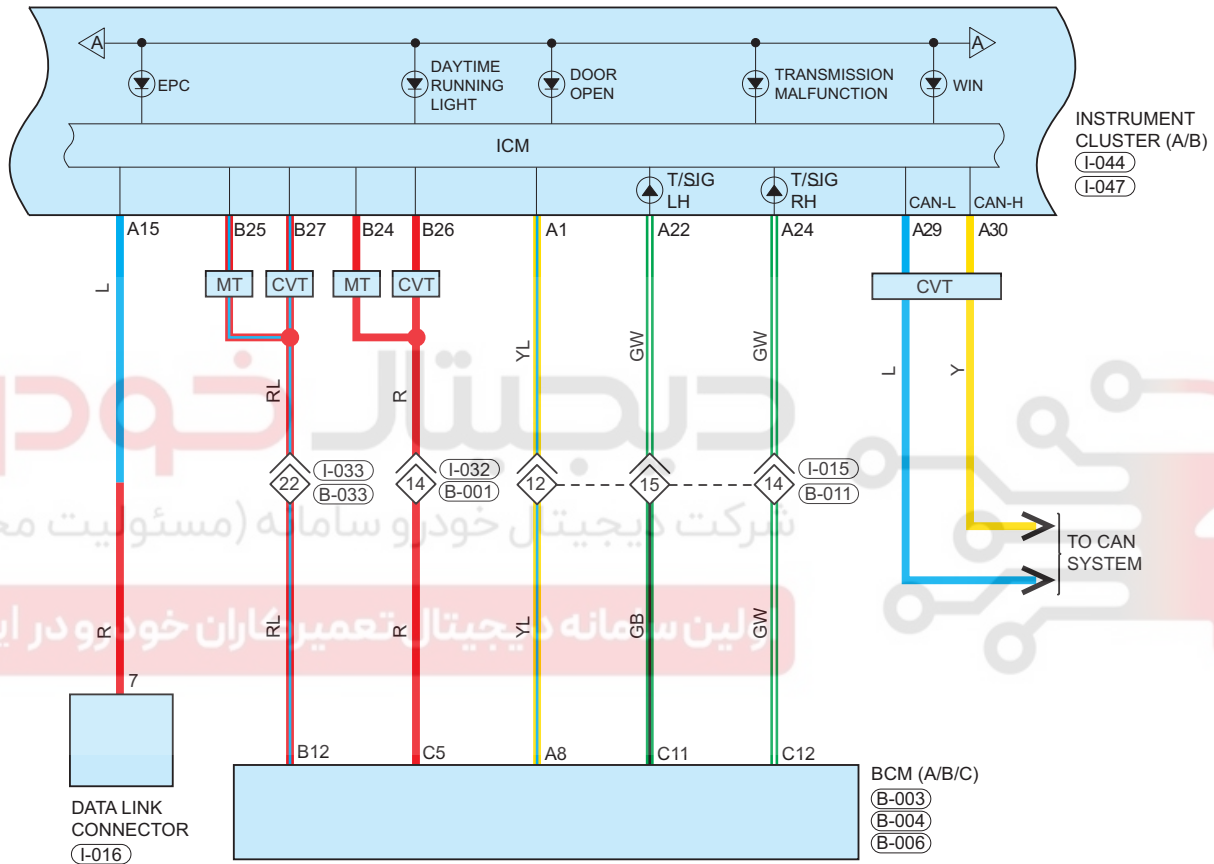 A
A
EPC
DAYTIME
RUNNING
LIGHT
DOOR
OPEN
TRANSMISSION
MALFUNCTION
WIN
ICM
INSTRUMENT
CLUSTER (A/B)
I-044
I-047
T/SIG
LH
T/SIG
RH
CAN-L
CAN-H
A15
B25
B27
B24
B26
A1
A22
A24
A29
A30
MT
CVT
MT
CVT
CVT
L
RL
R
YL
GW
GW
L
Y
دیجیتال خودرو
22
I-033
B-033
14
I-032
B-001
12
15
14
I-015
B-011
شرکت دیجیتال خودرو سامانه (مسئولیت
TO CAN
SYSTEM
اولین سامانه دیجیتال تعمیرکاران خودرو در
R
RL
R
YL
GB
GW
7
B12
C5
A8
C11
C12
DATA LINK
CONNECTOR
I-016
BCM (A/B/C)
B-003
B-004
B-006